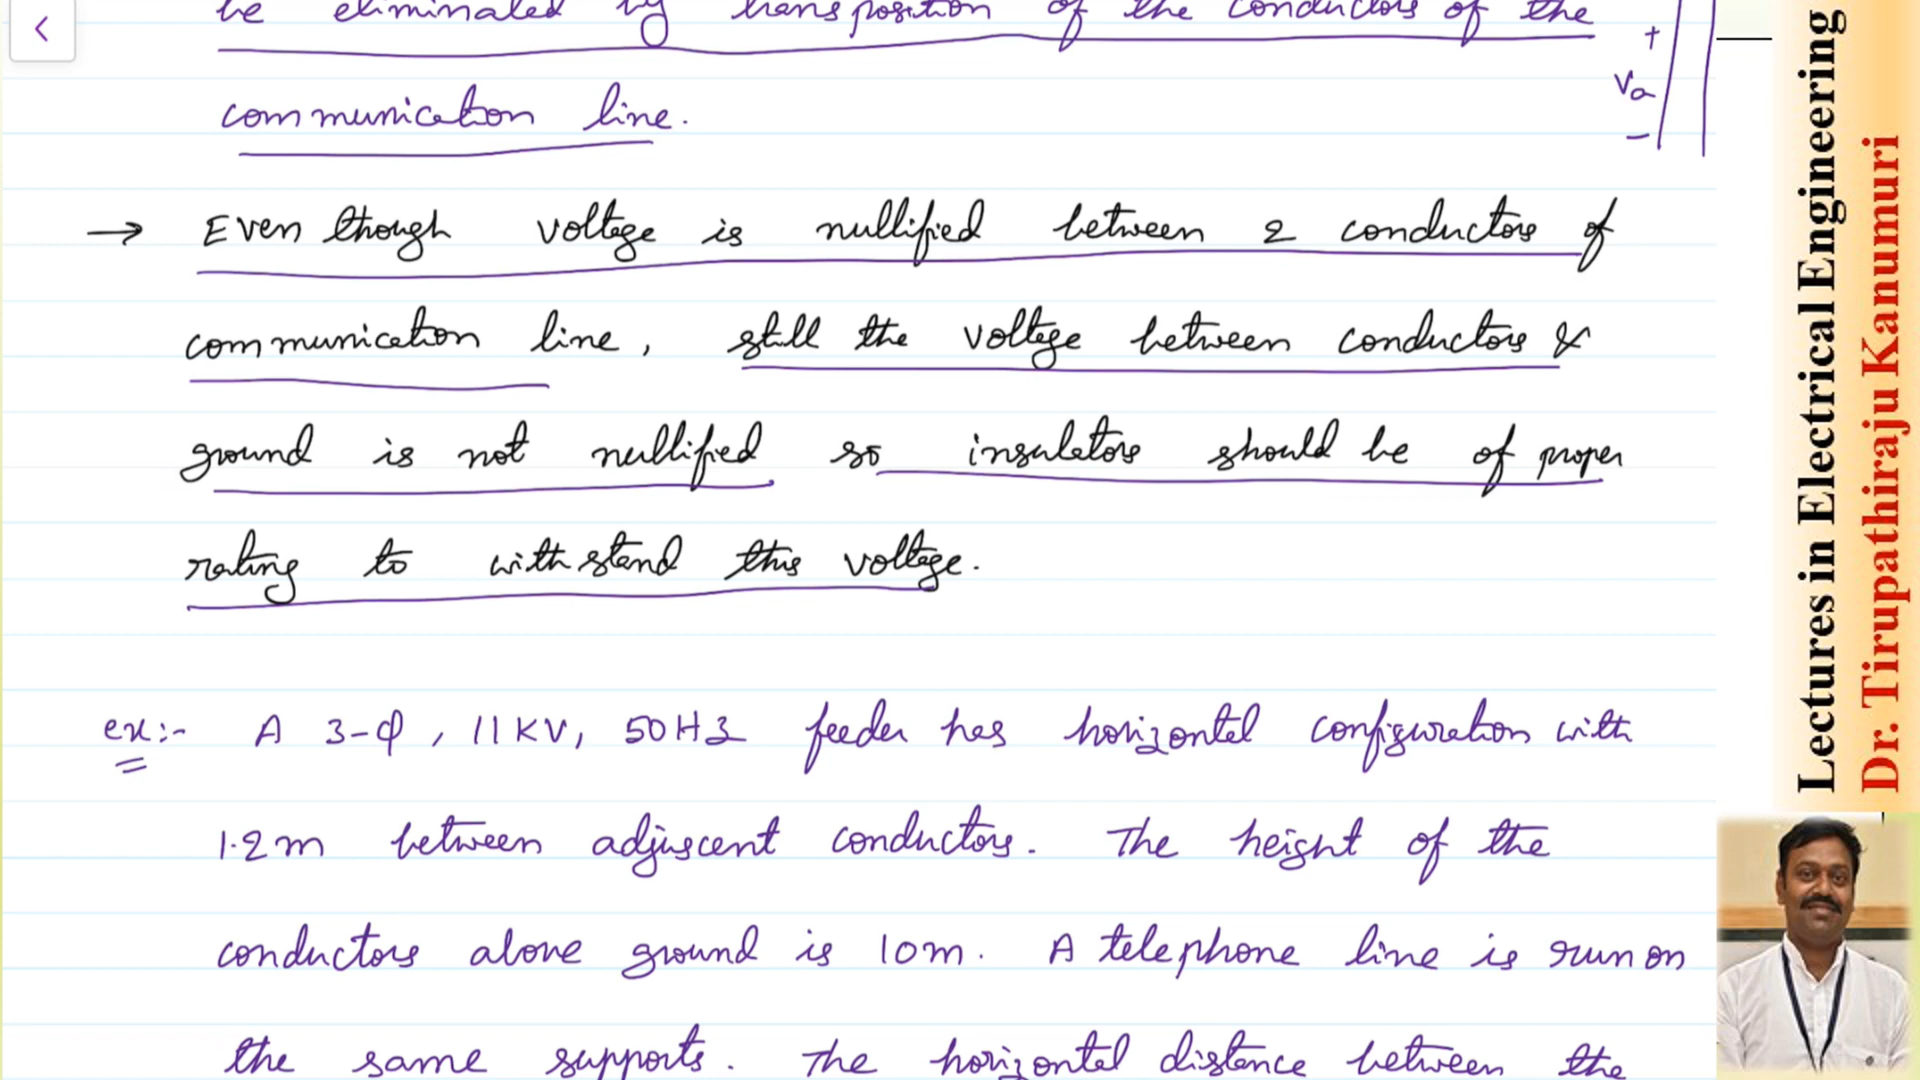 be eliminated by transposition of the conductors of the
communication line.
+
Va
-
→ Even though voltage is nullified between 2 conductors of
communication line, still the voltage between conductors &
ground is not nullified so insulators should be of proper
rating to withstand this voltage.
ex:- A 3-φ, 11KV, 50Hz feeder has horizontal configuration with
1.2m between adjuscent conductors. The height of the
conductors above ground is 10m. A telephone line is run on
the same supports. The horizontal distance between the
Lectures in Electrical Engineering
Dr. Tirupathiraju Kanumuri